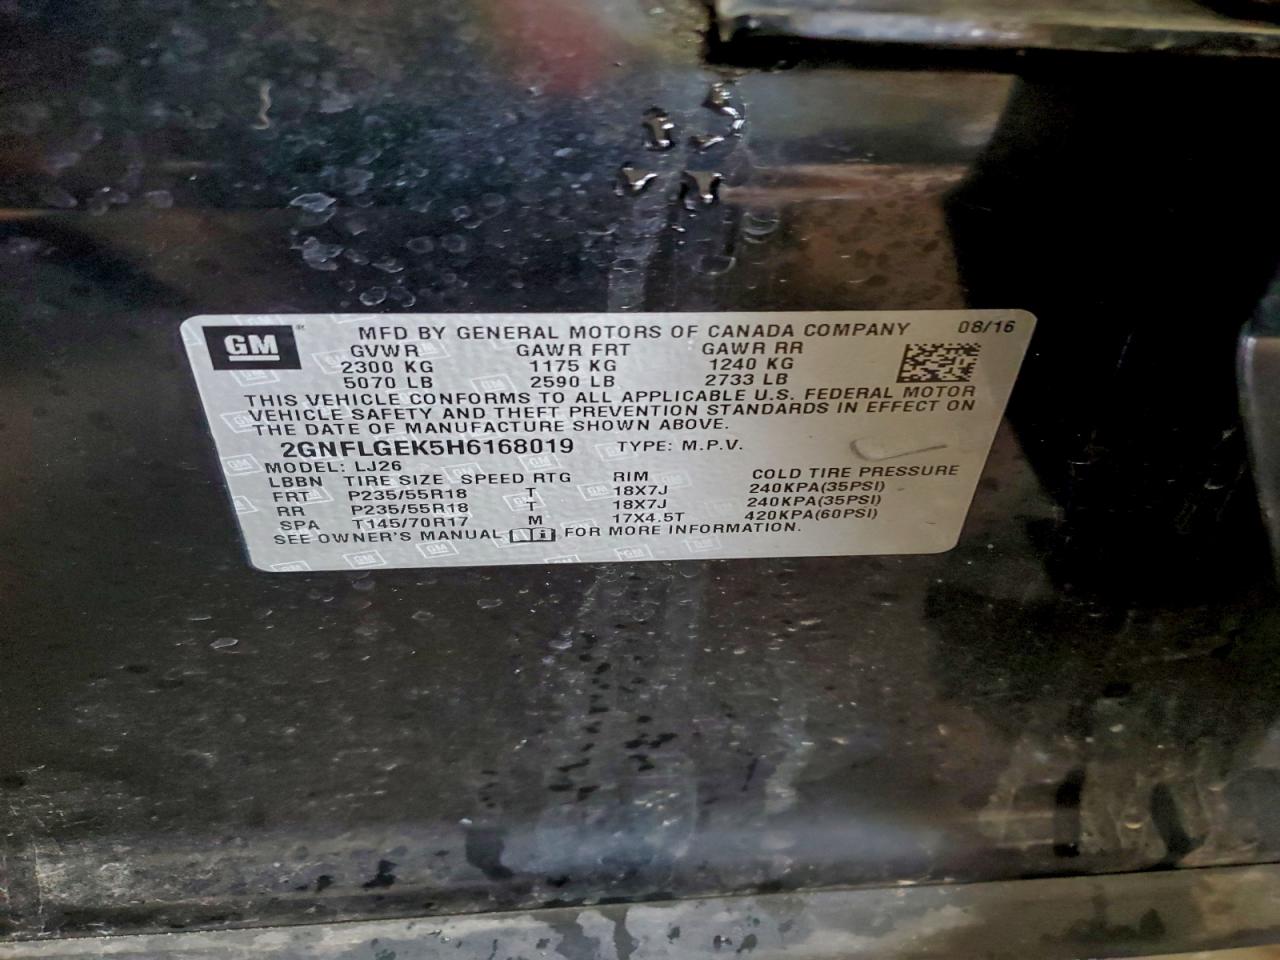 GM MFD BY GENERAL MOTORS OF CANADA COMPANY 08/16
GVWR GAWR FRT GAWR RR
2300 KG 1175 KG 1240 KG
5070 LB 2590 LB 2733 LB
THIS VEHICLE CONFORMS TO ALL APPLICABLE U.S. FEDERAL MOTOR
VEHICLE SAFETY AND THEFT PREVENTION STANDARDS IN EFFECT ON
THE DATE OF MANUFACTURE SHOWN ABOVE.
2GNFLGEK5H6168019 TYPE: M.P.V.
MODEL: LJ26
LBBN TIRE SIZE SPEED RTG RIM COLD TIRE PRESSURE
FRT P235/55R18 T 18X7J 240KPA(35PSI)
RR P235/55R18 T 18X7J 240KPA(35PSI)
SPA T145/70R17 M 17X4.5T 420KPA(60PSI)
SEE OWNER'S MANUAL FOR MORE INFORMATION.